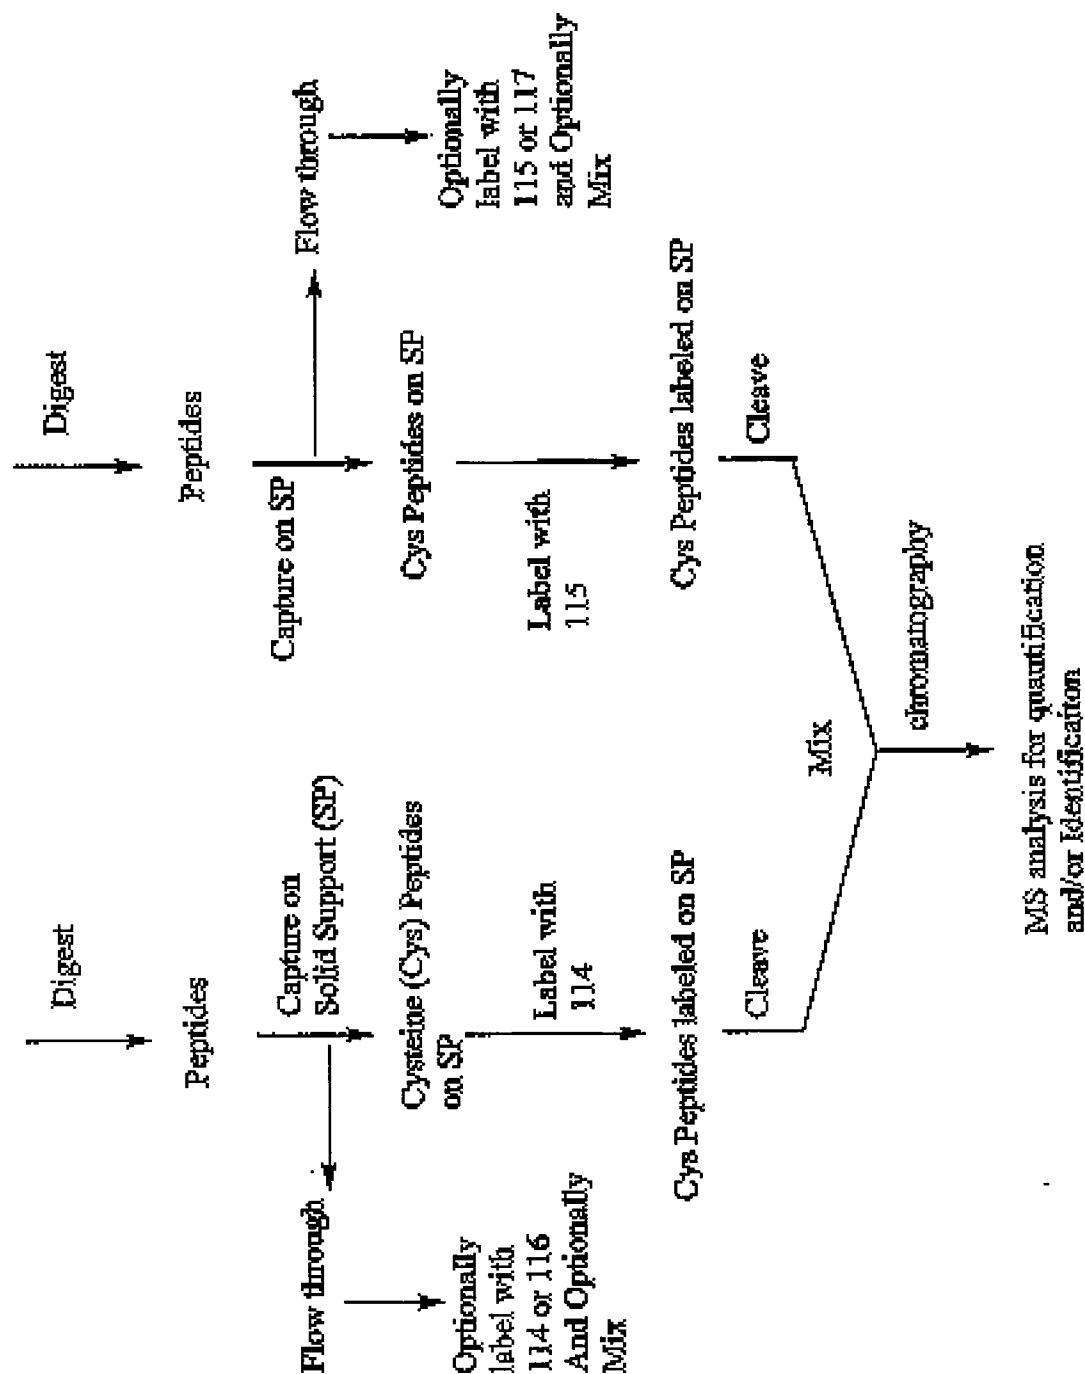 Digest
Peptides
Capture on
Solid Support (SP)
Flow through
Optionally
label with
114 or 116
And Optionally
Mix
Cysteine (Cys) Peptides
on SP
Label with
114
Cys Peptides labeled on SP
Cleave
Digest
Peptides
Capture on SP
Flow through
Optionally
label with
115 or 117
and Optionally
Mix
Cys Peptides on SP
Label with
115
Cys Peptides labeled on SP
Cleave
Mix
chromatography
MS analysis for quantification
and/or Identificaiton